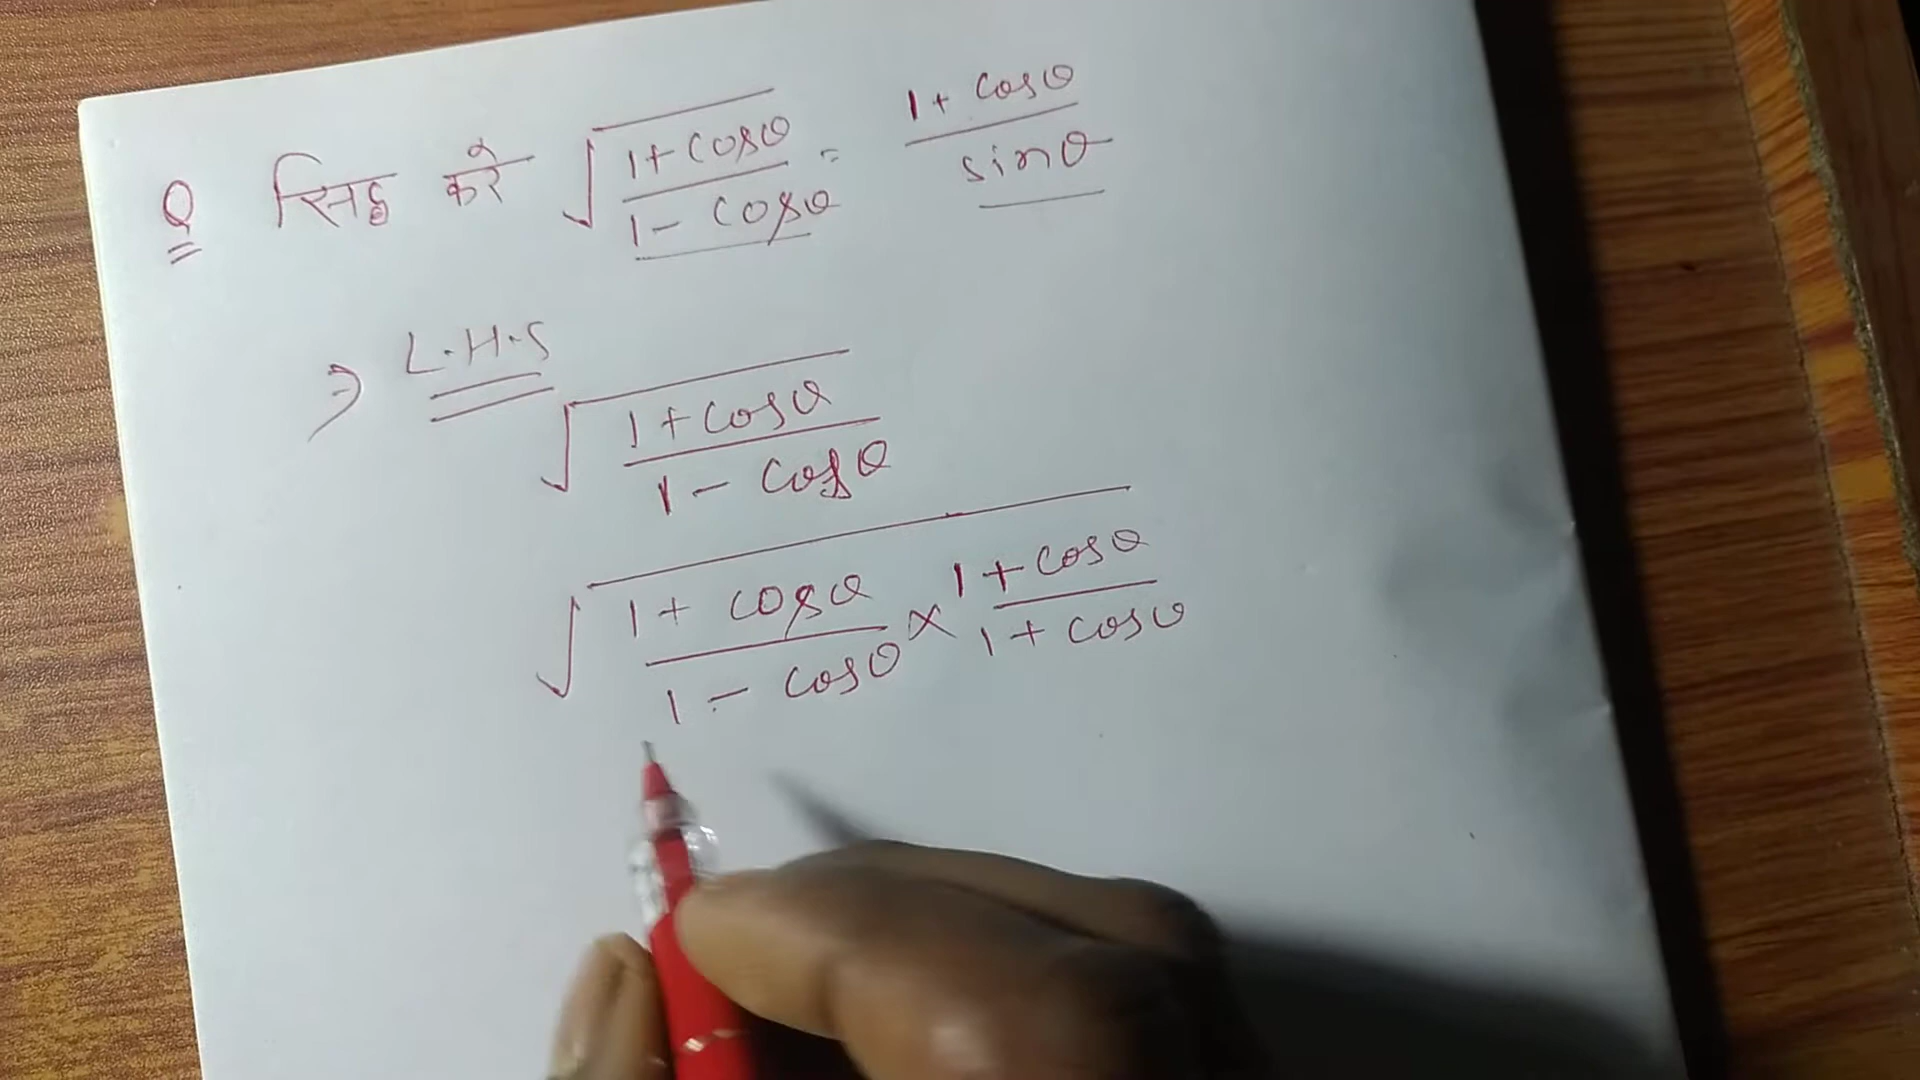 Q सिद्ध करे √(1 + cosθ / 1 - cosθ) = 1 + cosθ / sinθ
⇒ L.H.S
√(1 + cosθ / 1 - cosθ)
√(1 + cosθ / 1 - cosθ × 1 + cosθ / 1 + cosθ)